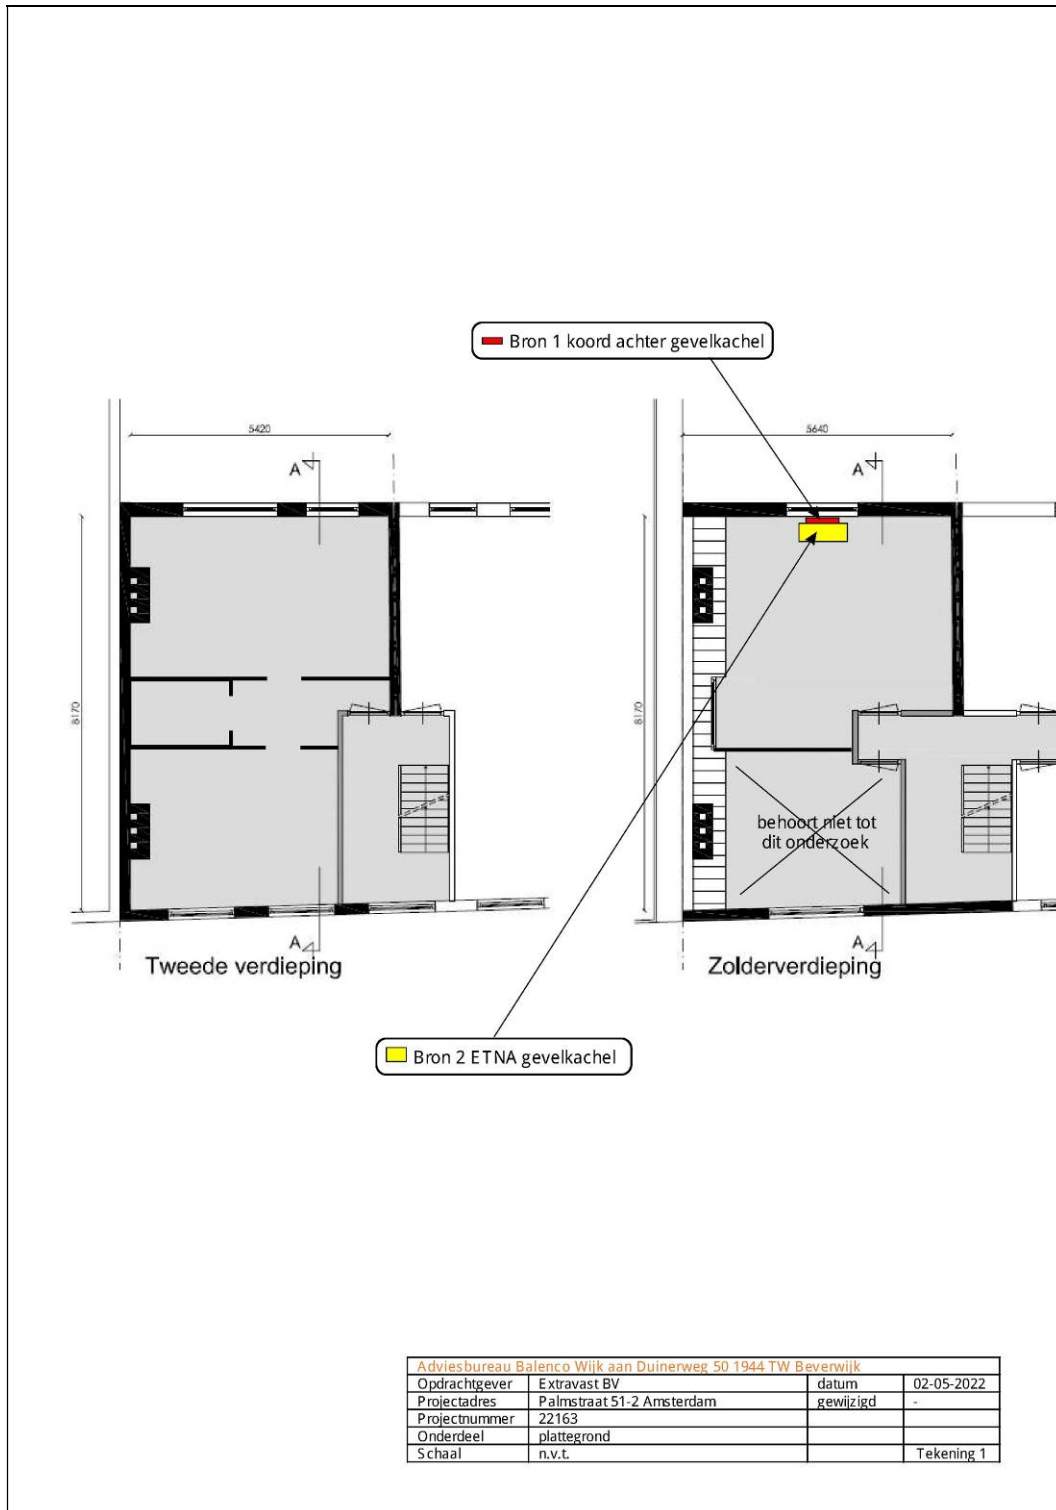 Bron 1 koord achter gevelkachel
5420
5640
A
A
8170
8170
behoort niet tot
dit onderzoek
A
A
Tweede verdieping
Zolderverdieping
Bron 2 ETNA gevelkachel
Adviesbureau Balenco Wijk aan Duinerweg 50 1944 TW Beverwijk
Opdrachtgever Extravast BV datum 02-05-2022
Projectadres Palmstraat 51-2 Amsterdam gewijzigd -
Projectnummer 22163
Onderdeel plattegrond
Schaal n.v.t. Tekening 1